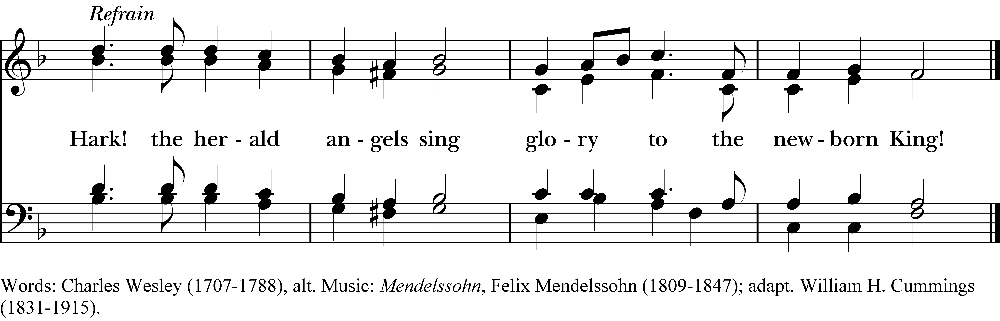 Refrain
Hark! the her - ald an - gels sing glo - ry to the new - born King!
Words: Charles Wesley (1707-1788), alt. Music: Mendelssohn, Felix Mendelssohn (1809-1847); adapt. William H. Cummings
(1831-1915).